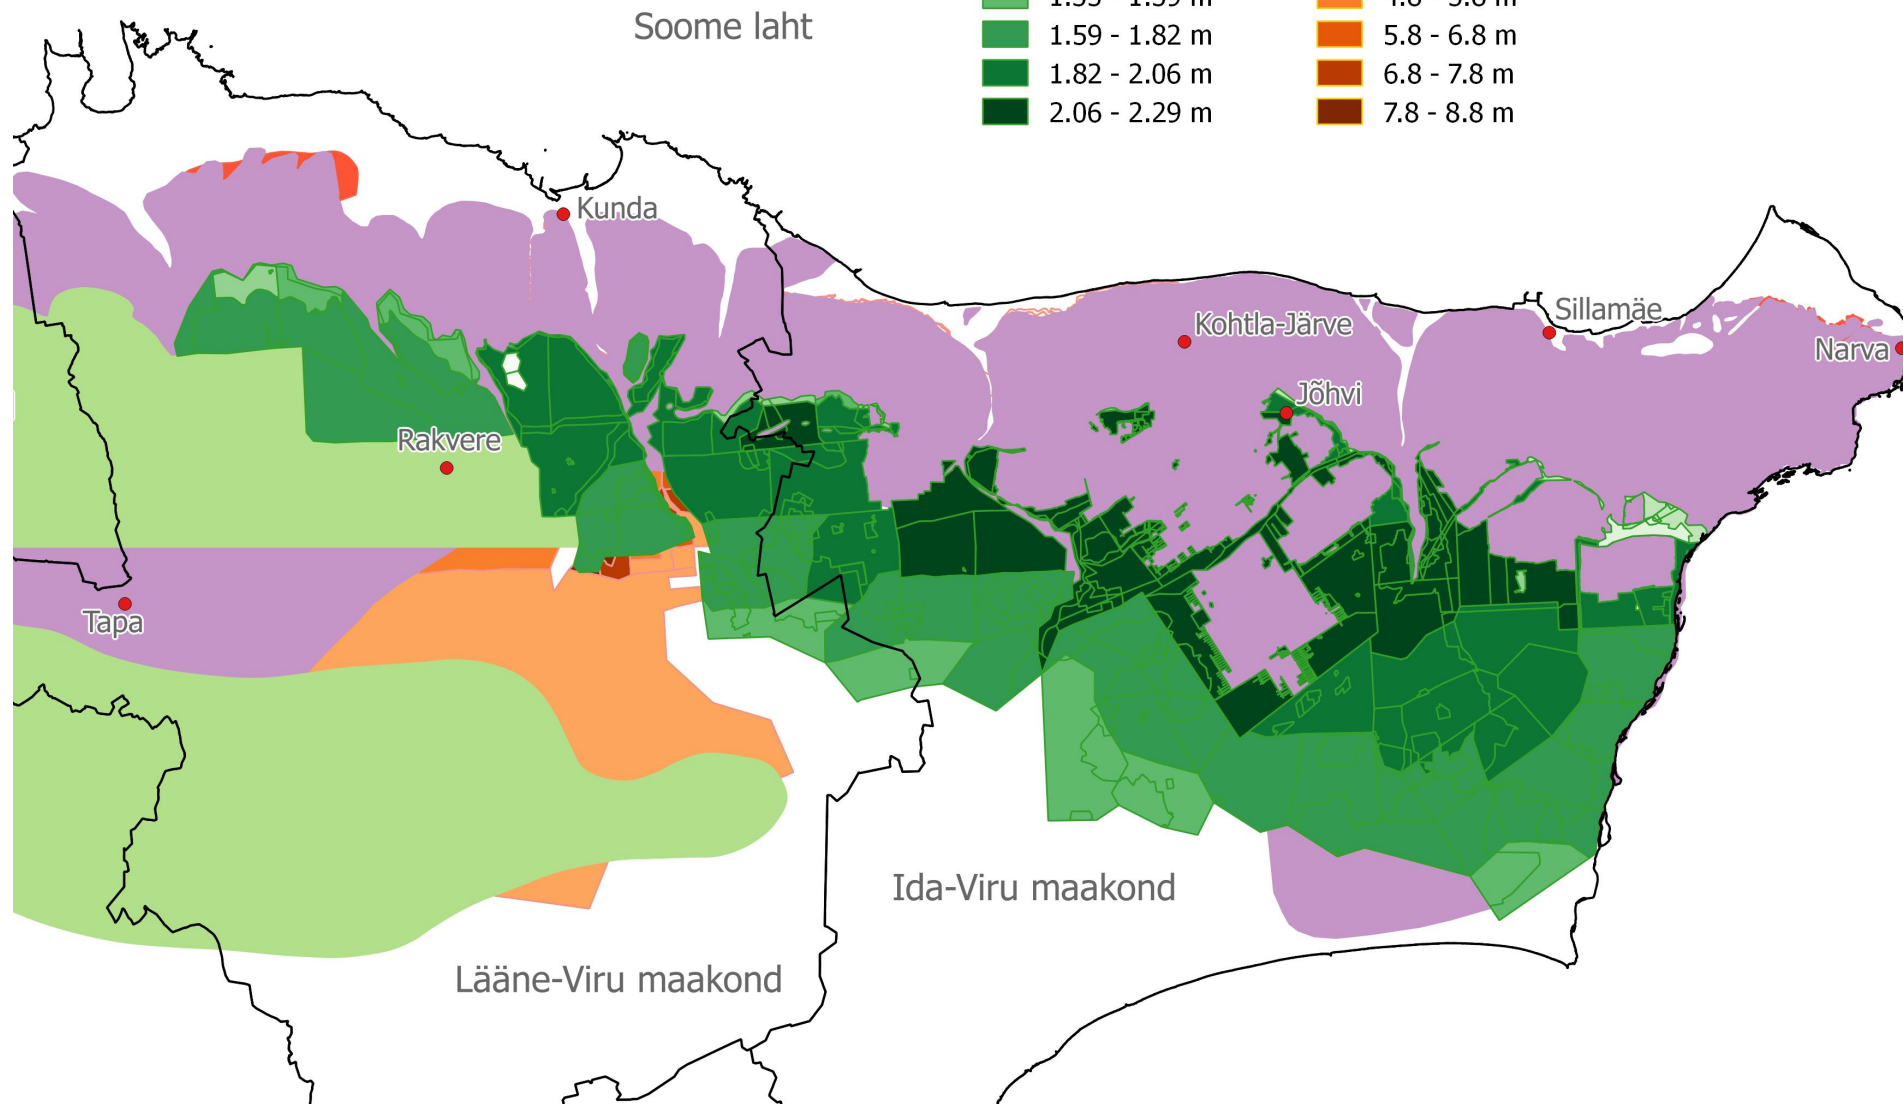 Soome laht
1.59 - 1.82 m
5.8 - 6.8 m
1.82 - 2.06 m
6.8 - 7.8 m
2.06 - 2.29 m
7.8 - 8.8 m
Kunda
Sillamäe
Kohtla-Järve
Narva
Jõhvi
Rakvere
Tapa
Ida-Viru maakond
Lääne-Viru maakond